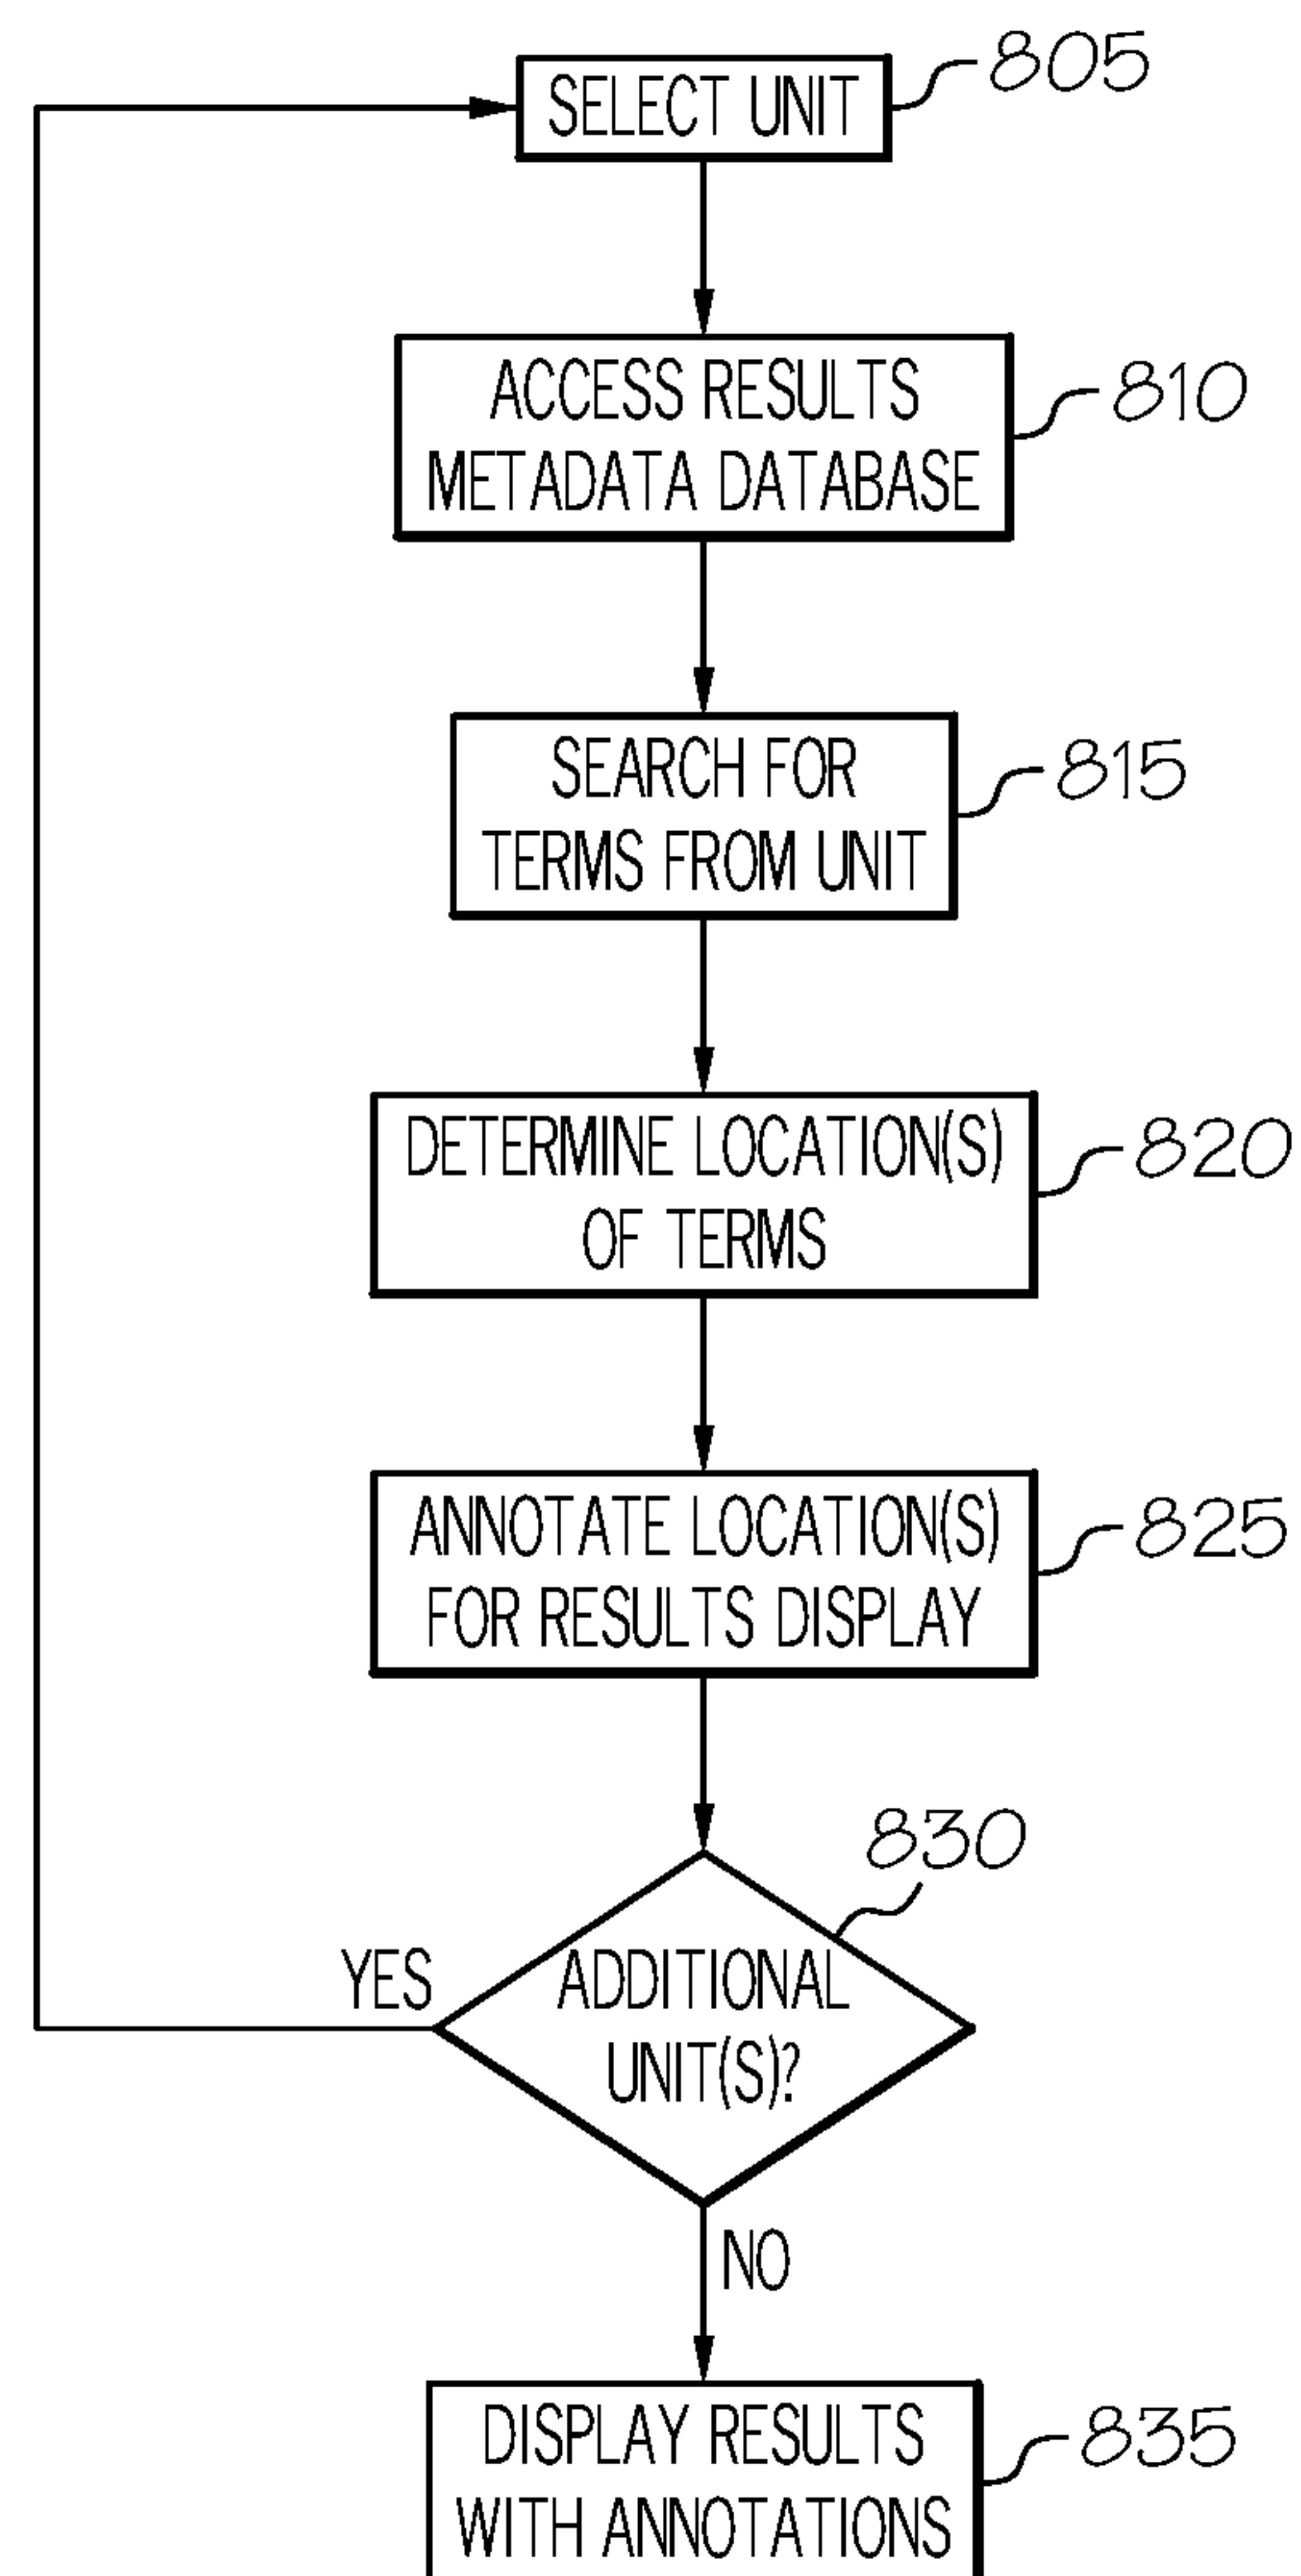 SELECT UNIT
805
ACCESS RESULTS
METADATA DATABASE
810
SEARCH FOR
TERMS FROM UNIT
815
DETERMINE LOCATION(S)
OF TERMS
820
ANNOTATE LOCATION(S)
FOR RESULTS DISPLAY
825
830
YES
ADDITIONAL
UNIT(S)?
NO
DISPLAY RESULTS
WITH ANNOTATIONS
835